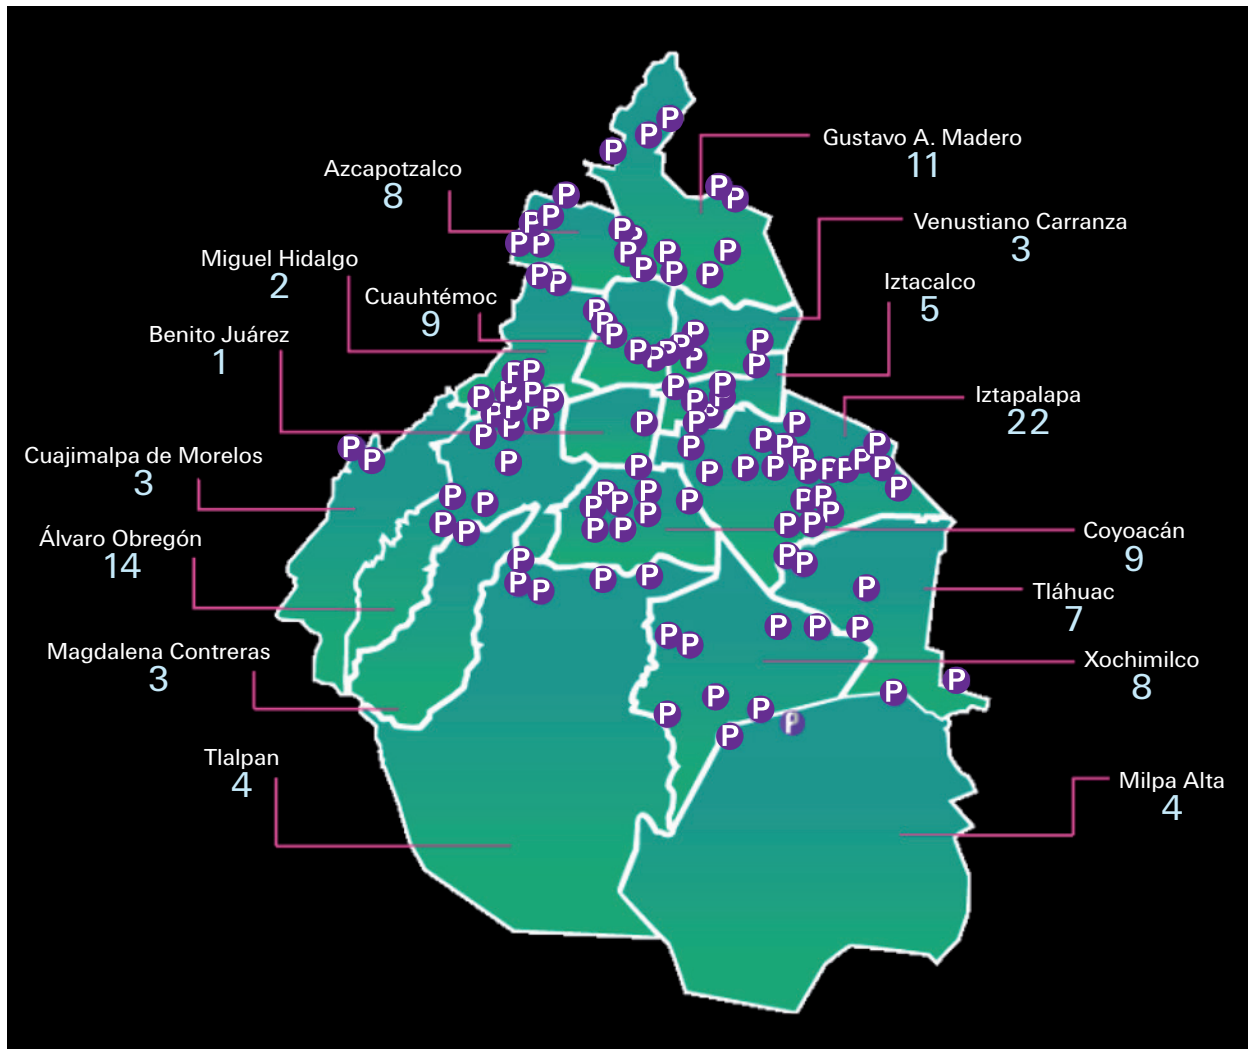 Gustavo A. Madero
11
Azcapotzalco
8
Venustiano Carranza
3
Miguel Hidalgo
2
Iztacalco
5
Cuauhtémoc
9
Benito Juárez
1
Iztapalapa
22
Cuajimalpa de Morelos
3
Álvaro Obregón
14
Coyoacán
9
Tláhuac
7
Magdalena Contreras
3
Xochimilco
8
Tlalpan
4
Milpa Alta
4